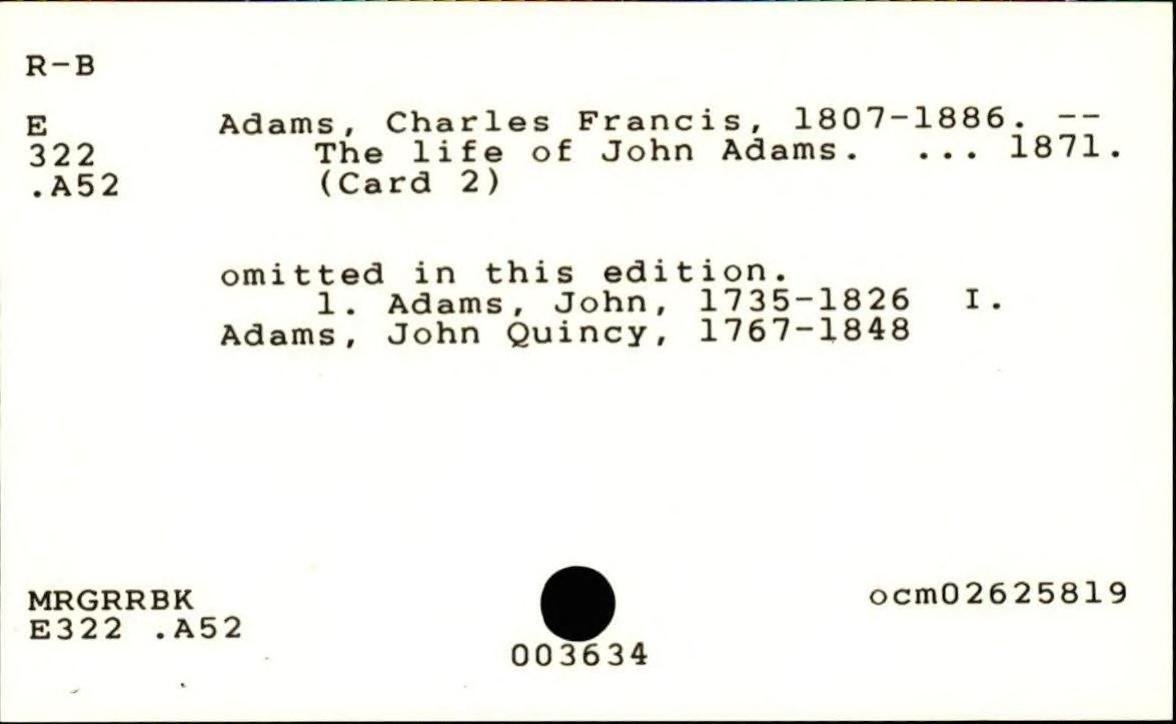 R-B
E Adams, Charles Francis, 1807-1886. --
322 The life of John Adams. ... 1871.
.A52 (Card 2)
omitted in this edition.
1. Adams, John, 1735-1826 I.
Adams, John Quincy, 1767-1848
MRGRRBK ocm02625819
E322 .A52
003634